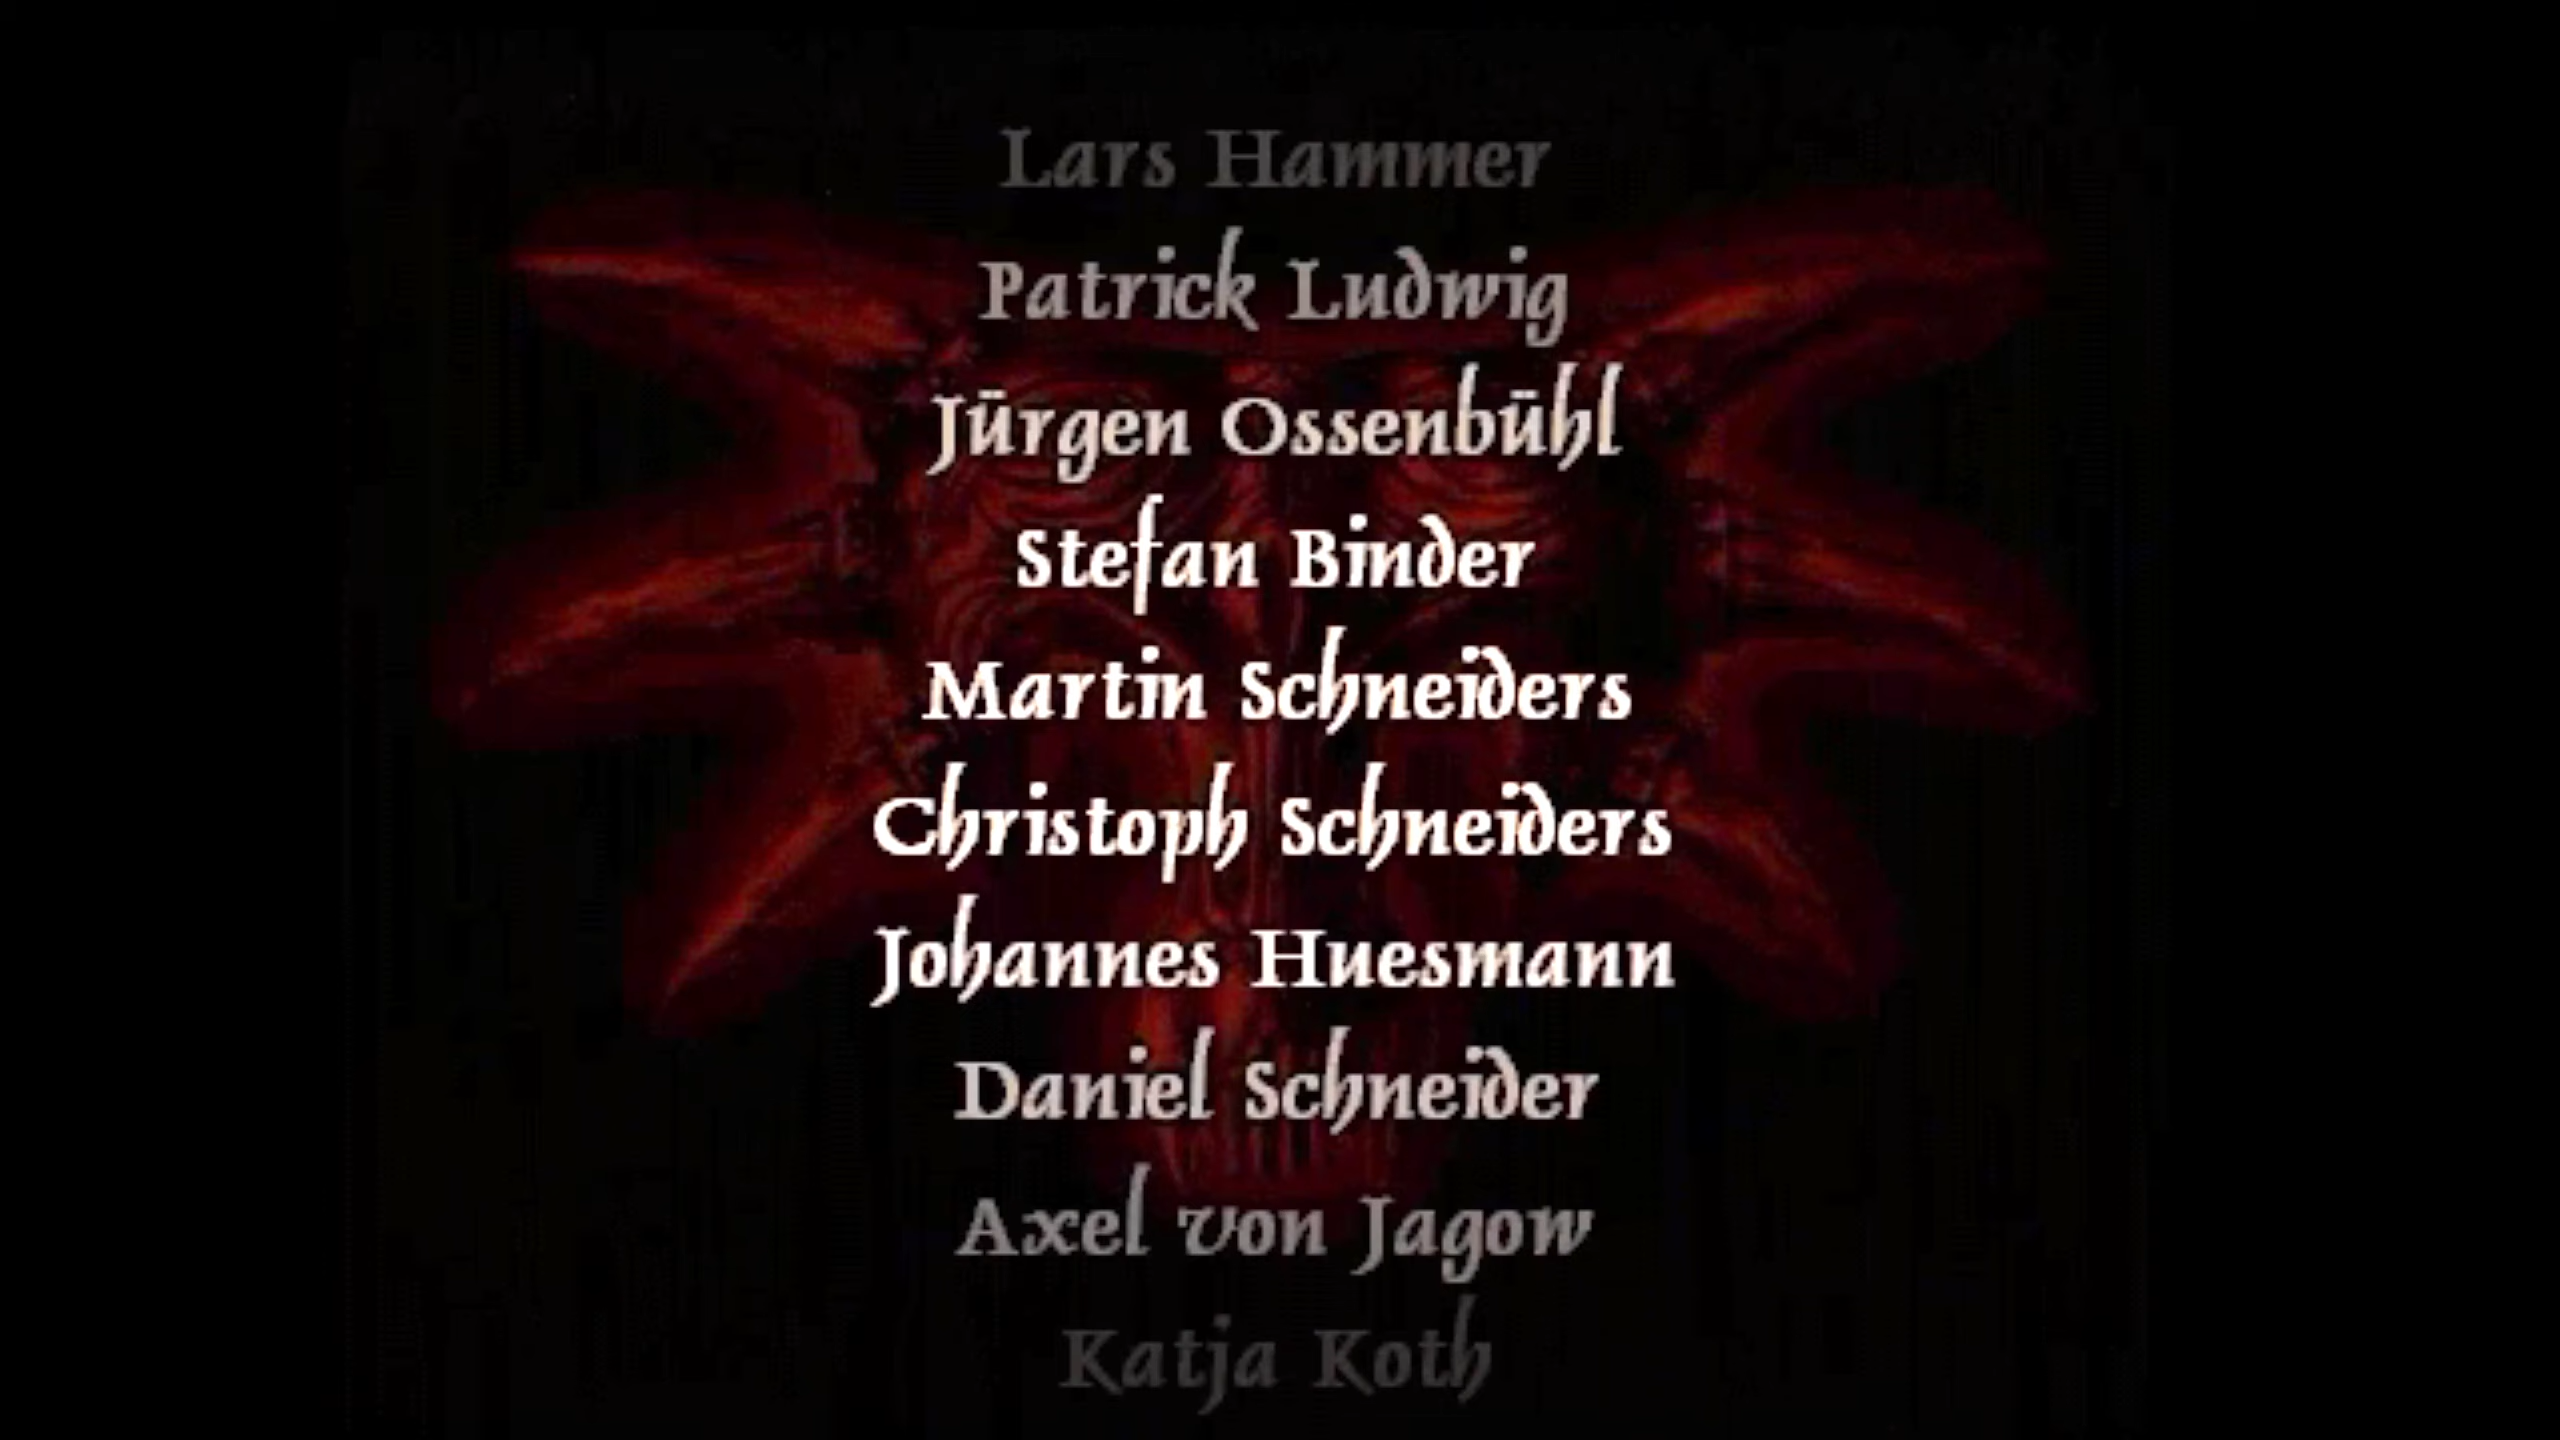 Lars Hammer
Patrick Ludwig
Jürgen Ossenbühl
Stefan Binder
Martin Schneiders
Christoph Schneiders
Johannes Huesmann
Daniel Schneider
Axel von Jagow
Katja Koth